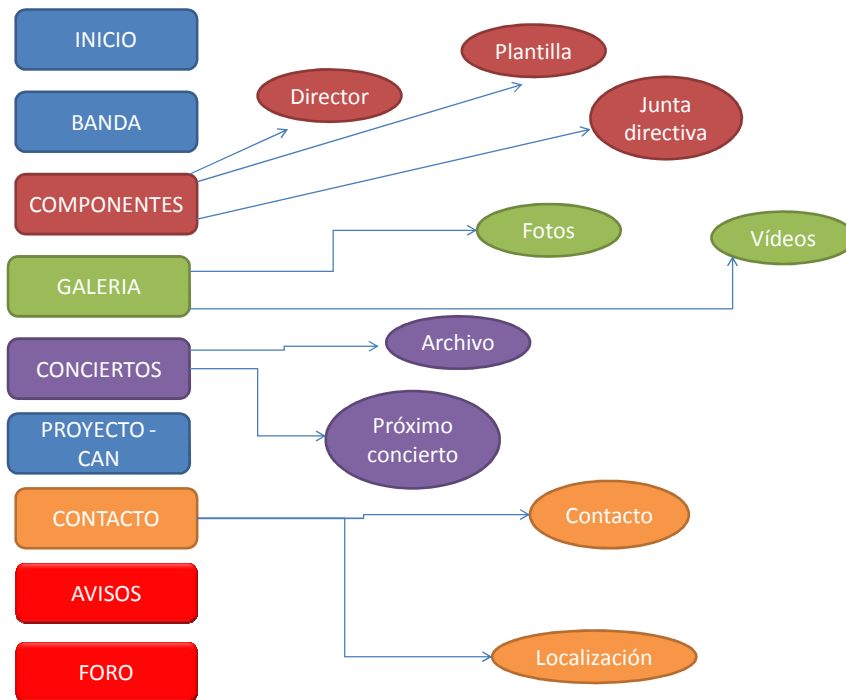 INICIO
Plantilla
Director
Junta
directiva
BANDA
COMPONENTES
Fotos
Vídeos
GALERIA
Archivo
CONCIERTOS
Próximo
concierto
PROYECTO -
CAN
CONTACTO
Contacto
AVISOS
Localización
FORO